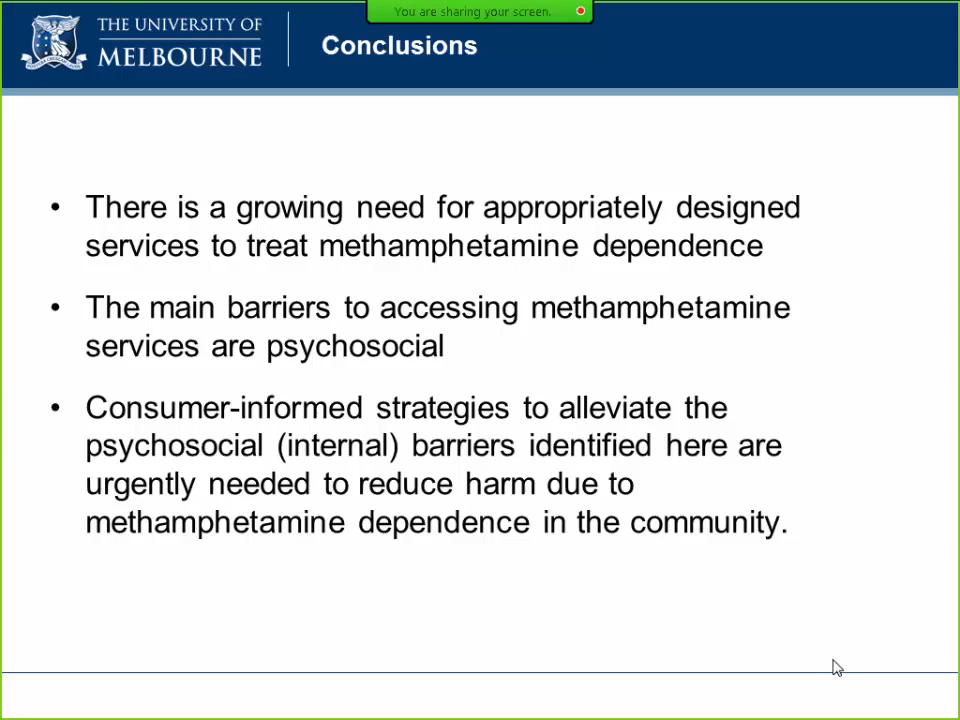 You are sharing your screen.
THE UNIVERSITY OF
MELBOURNE
Conclusions
• There is a growing need for appropriately designed
services to treat methamphetamine dependence
• The main barriers to accessing methamphetamine
services are psychosocial
• Consumer-informed strategies to alleviate the
psychosocial (internal) barriers identified here are
urgently needed to reduce harm due to
methamphetamine dependence in the community.